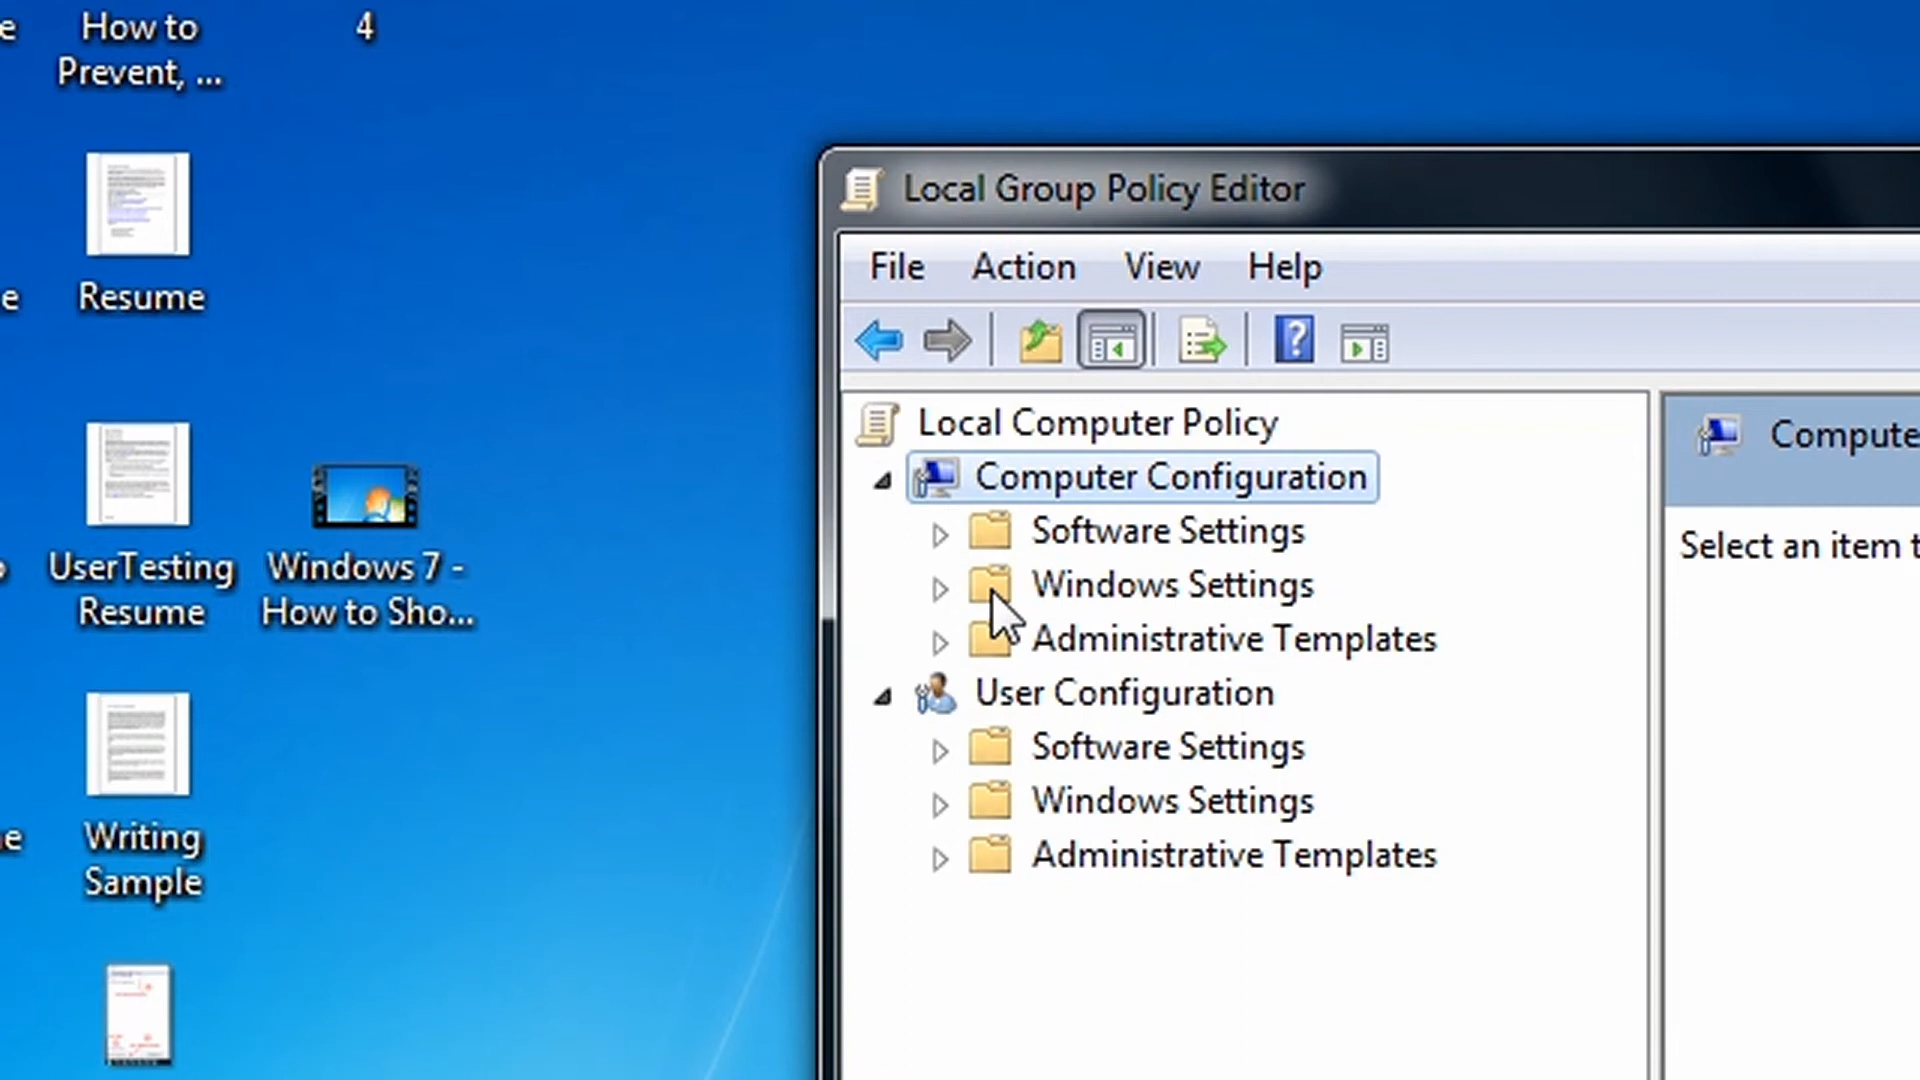 e
How to
Prevent, ...
4
e
Resume
UserTesting
Resume
Windows 7 -
How to Sho...
e
Writing
Sample
Local Group Policy Editor
File Action View Help
Local Computer Policy
Computer Configuration
Software Settings
Windows Settings
Administrative Templates
User Configuration
Software Settings
Windows Settings
Administrative Templates
Compute
Select an item t